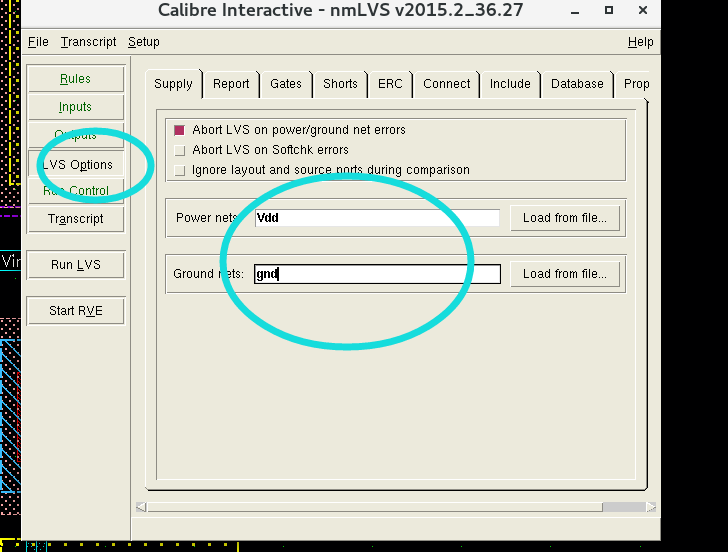 Calibre Interactive - nmLVS v2015.2_36.27
File Transcript Setup Help
Rules
Inputs
Outputs
LVS Options
Run Control
Transcript
Run LVS
Start RVE
Supply Report Gates Shorts ERC Connect Include Database Prop
Abort LVS on power/ground net errors
Abort LVS on Softchk errors
Ignore layout and source ports during comparison
Power nets: Vdd Load from file...
Ground nets: gnd Load from file...